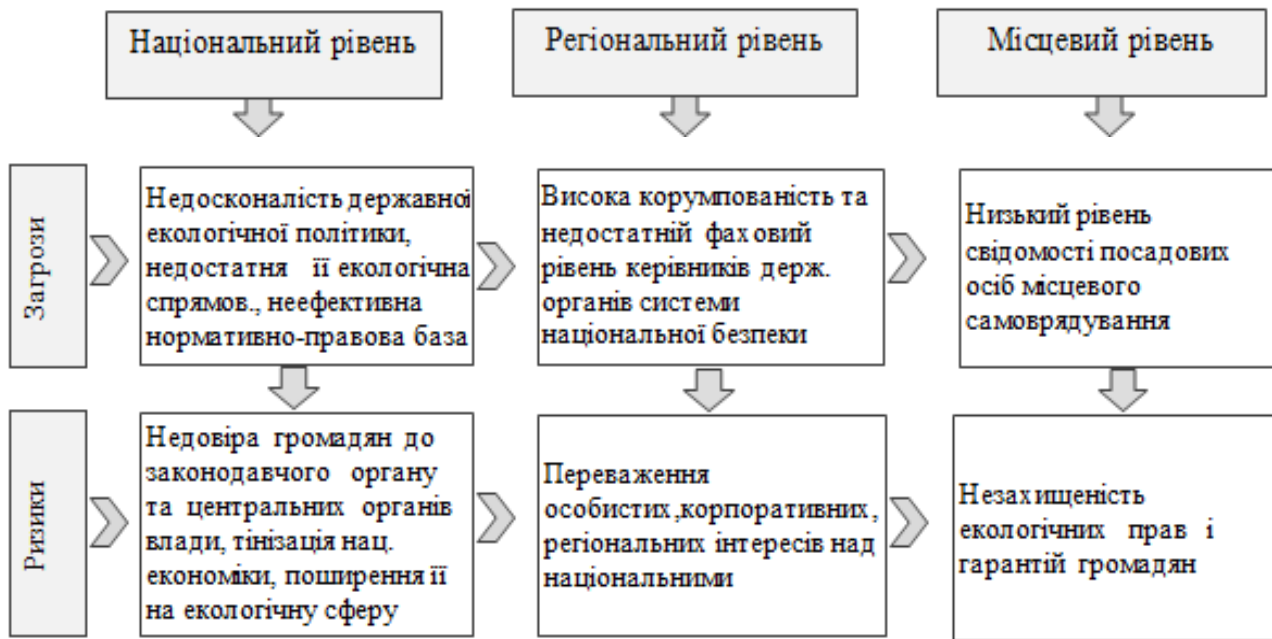 Національний рівень
Регіональний рівень
Місцевий рівень
Загрози
Недосконалість державної
екологічної політики,
недостатня її екологічна
спрямов., неефективна
нормативно-правова база
Висока корумпованість та
недостатній фаховий
рівень керівників держ.
органів системи
національної безпеки
Низький рівень
свідомості посадових
осіб місцевого
самоврядування
Ризики
Недовіра громадян до
законодавчого органу
та центральних органів
влади, тінізація нац.
економіки, поширення її
на екологічну сферу
Переваження
особистих ,корпоративних ,
регіональних інтересів над
національними
Незахищеність
екологічних прав і
гарантій громадян